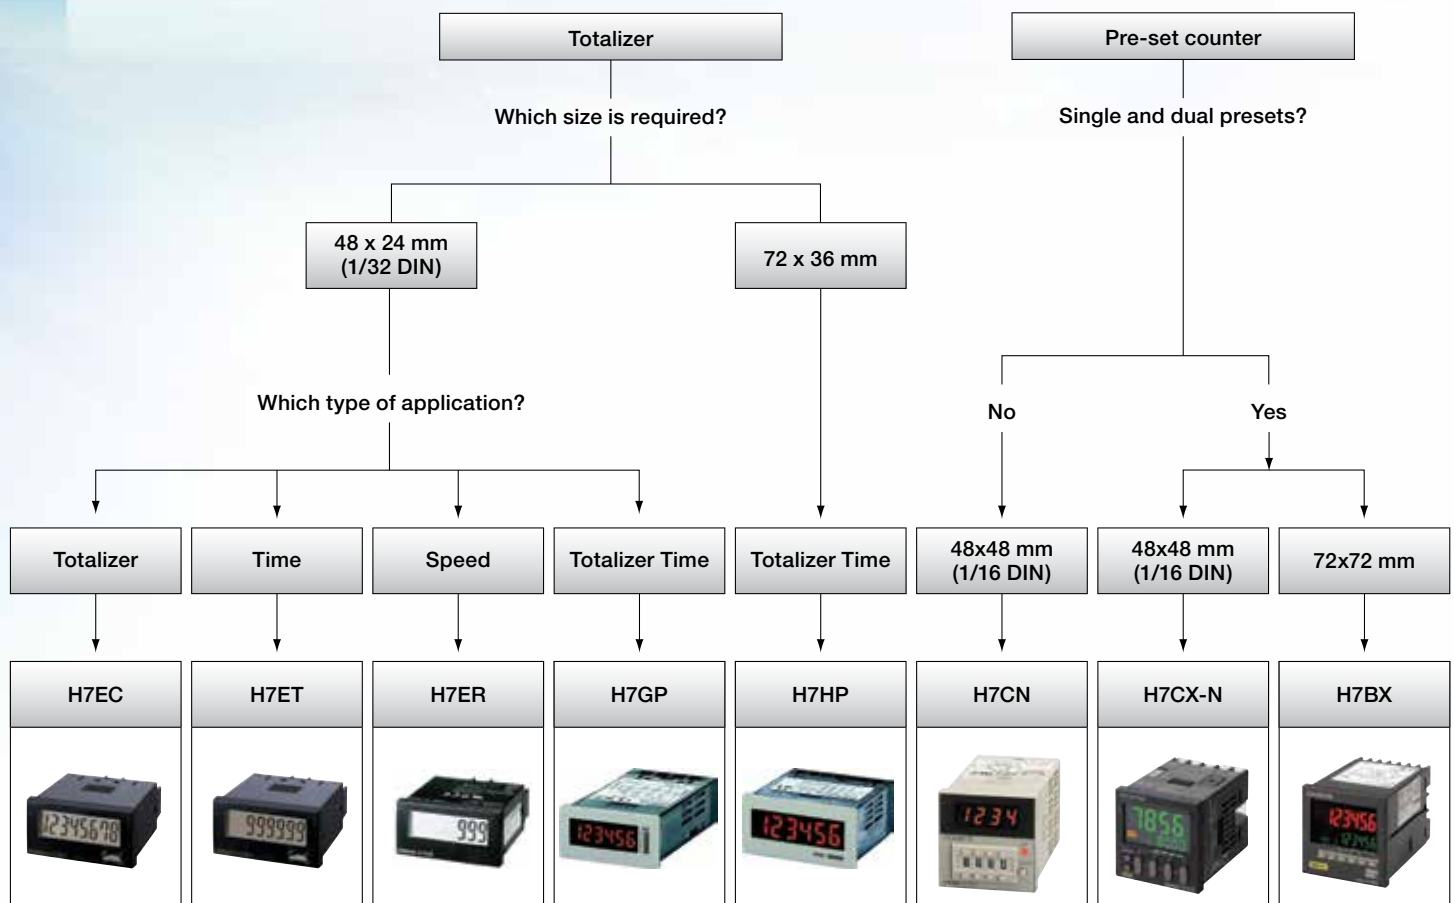 Totalizer
Pre-set counter
Which size is required?
Single and dual presets?
48 x 24 mm
(1/32 DIN)
72 x 36 mm
Which type of application?
No
Yes
Totalizer
Time
Speed
Totalizer Time
Totalizer Time
48x48 mm
(1/16 DIN)
48x48 mm
(1/16 DIN)
72x72 mm
H7EC
H7ET
H7ER
H7GP
H7HP
H7CN
H7CX-N
H7BX
12345678
999999
999
123456
123456
1234
7856
123456